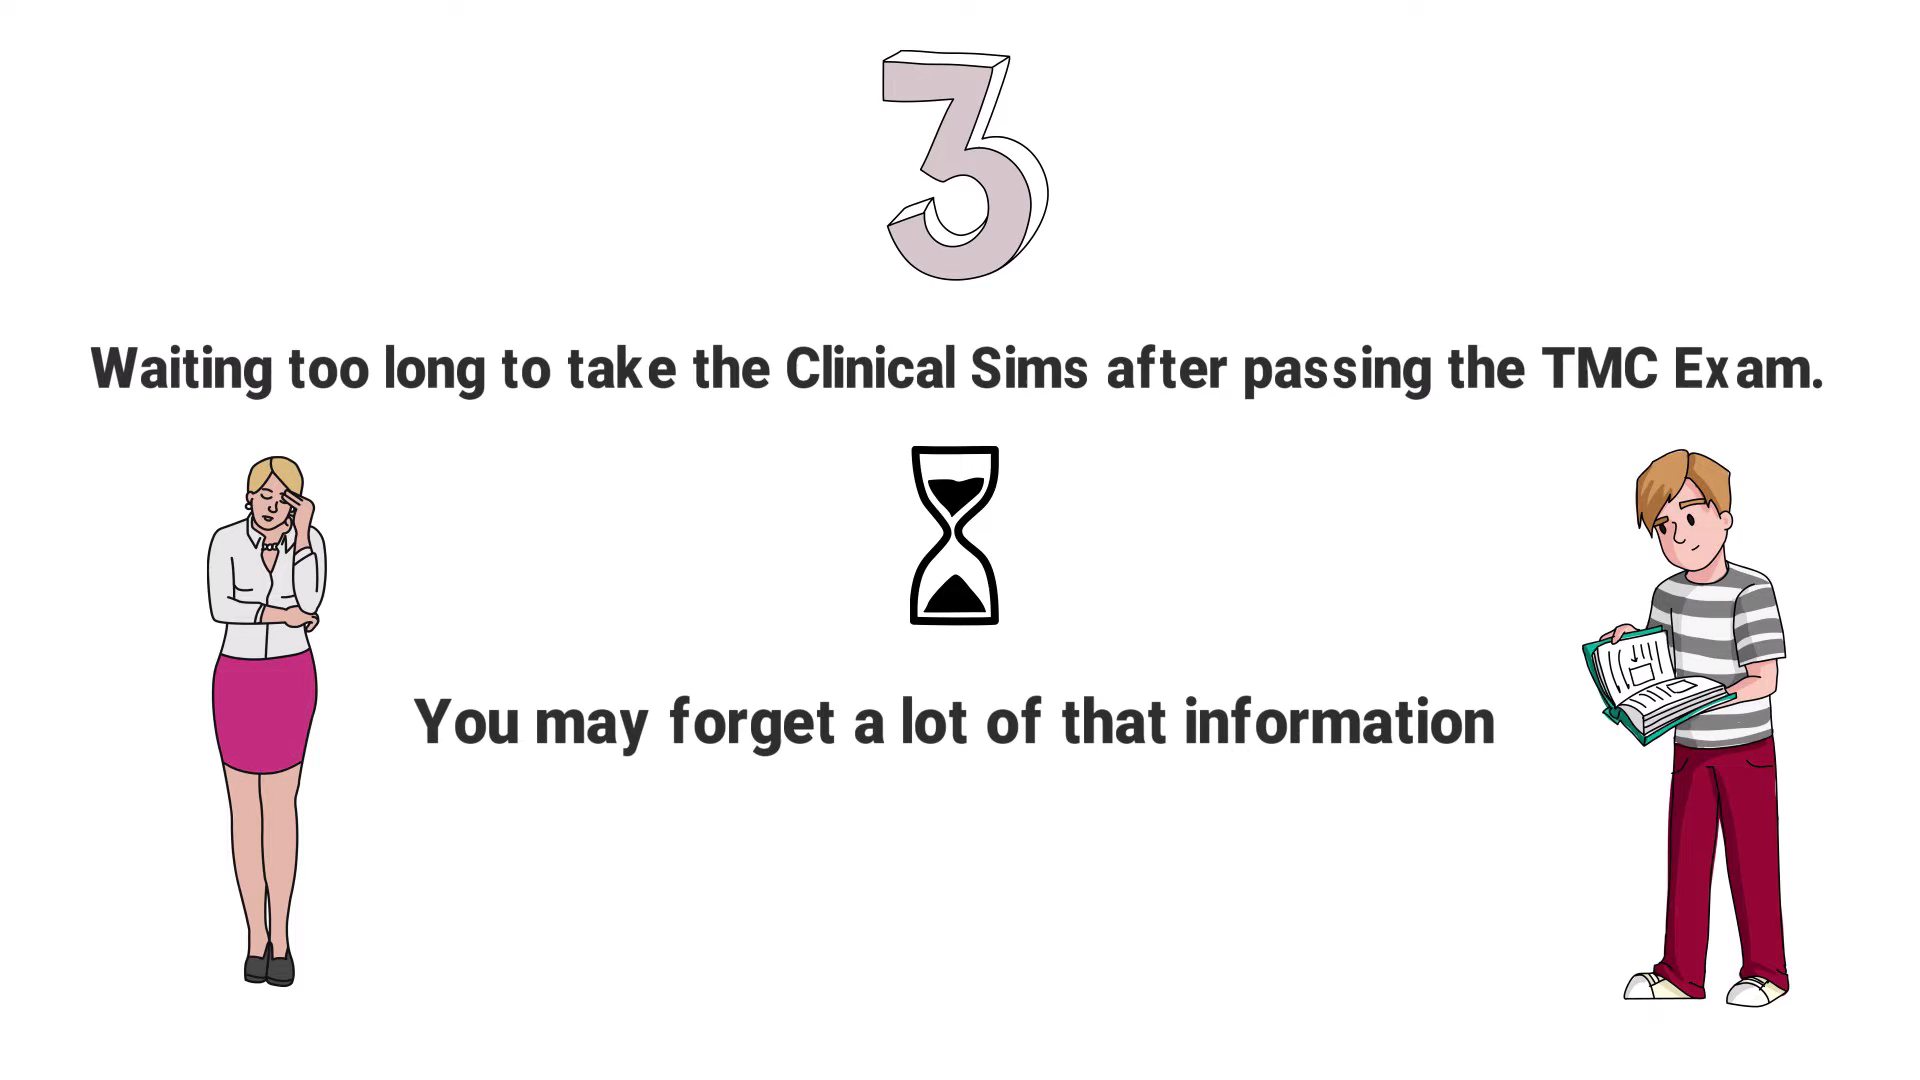 3
Waiting too long to take the Clinical Sims after passing the TMC Exam.
You may forget a lot of that information